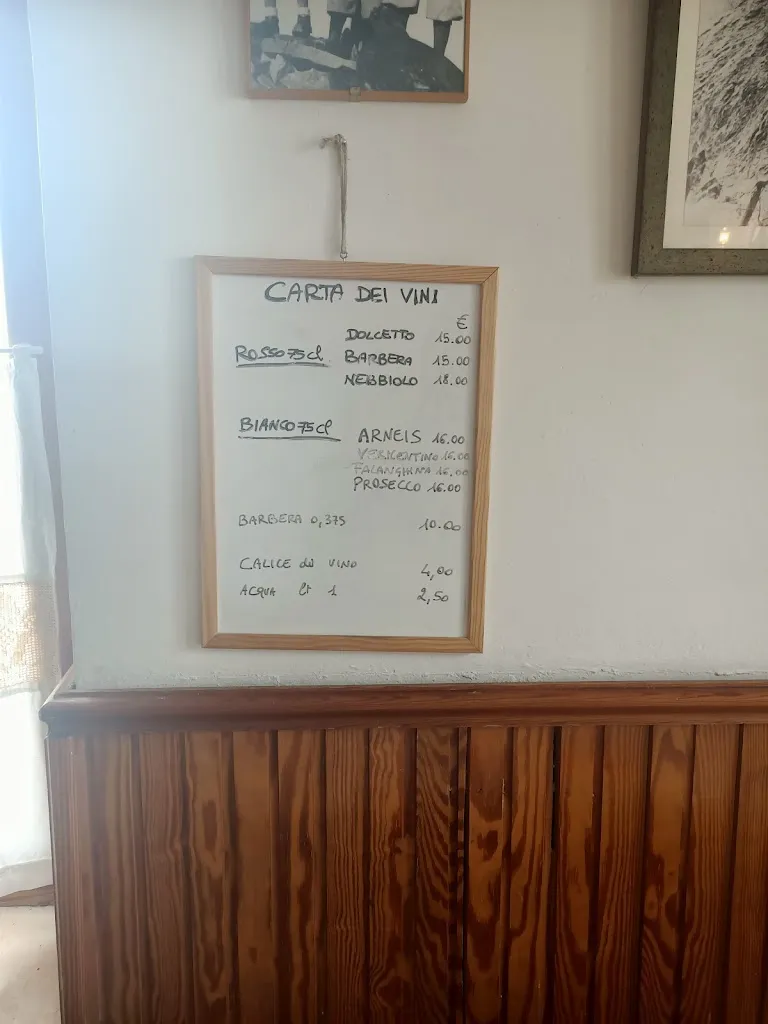 CARTA DEI VINI
€
DOLCETTO 15.00
ROSSO 75 cl. BARBERA 15.00
NEBBIOLO 18.00
BIANCO 75 cl ARNEIS 16.00
VERMENTINO 16.00
FALANGHINA 16.00
PROSECCO 16.00
BARBERA 0,375 10.00
CALICE di VINO 4,00
ACQUA lt 1 2,50